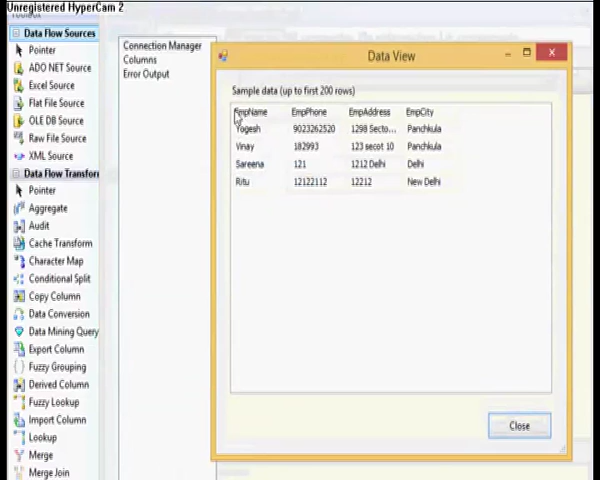 Unregistered HyperCam 2
Data Flow Sources
Pointer
ADO NET Source
Excel Source
Flat File Source
OLE DB Source
Raw File Source
XML Source
Data Flow Transforn
Pointer
Aggregate
Audit
Cache Transform
Character Map
Conditional Split
Copy Column
Data Conversion
Data Mining Query
Export Column
Fuzzy Grouping
Derived Column
Fuzzy Lookup
Import Column
Lookup
Merge
Merge Join
Connection Manager
Columns
Error Output
Data View
Sample data (up to first 200 rows)
EmpName EmpPhone EmpAddress EmpCity
Yogesh 9023262520 1298 Secto... Panchkula
Vinay 182993 123 secot 10 Panchkula
Sareena 121 1212 Delhi Delhi
Ritu 12122112 12212 New Delhi
Close